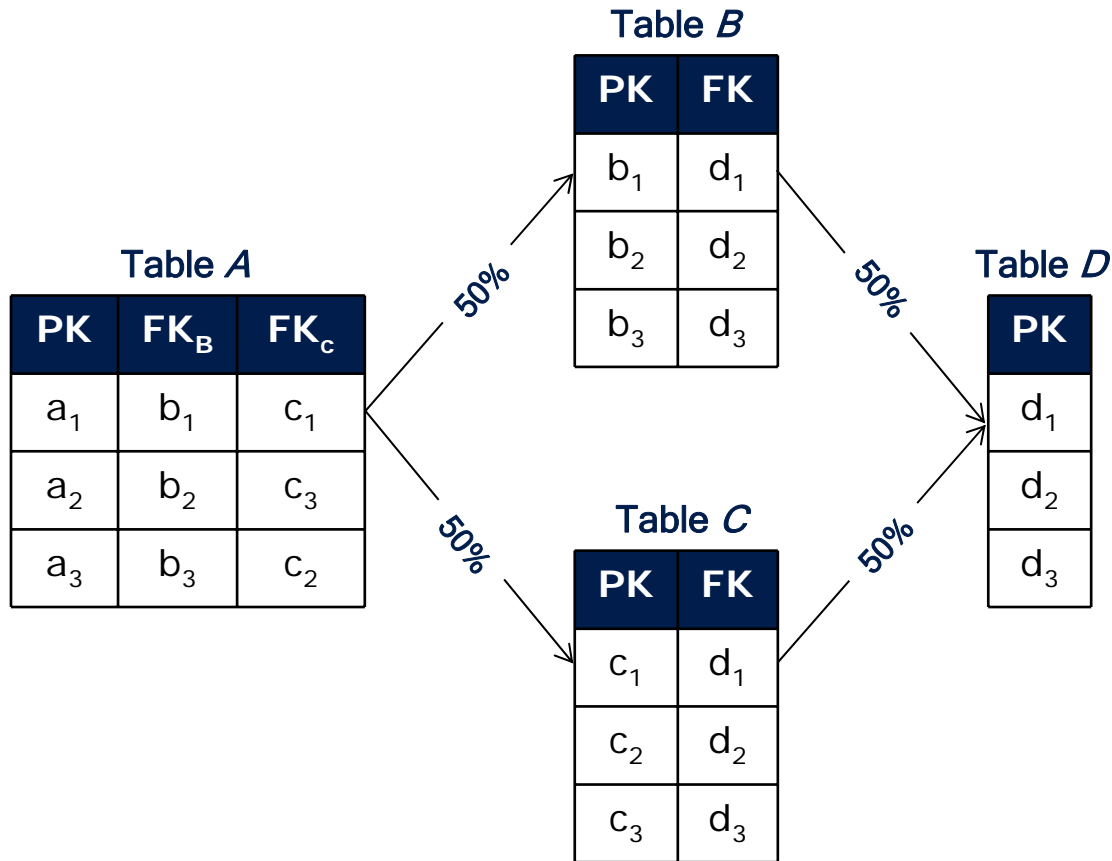 Table B
PK FK
b₁ d₁
b₂ d₂
b₃ d₃
50%
50%
Table A
PK FK_B FK_c
a₁ b₁ c₁
a₂ b₂ c₃
a₃ b₃ c₂
50%
50%
Table C
PK FK
c₁ d₁
c₂ d₂
c₃ d₃
Table D
PK
d₁
d₂
d₃